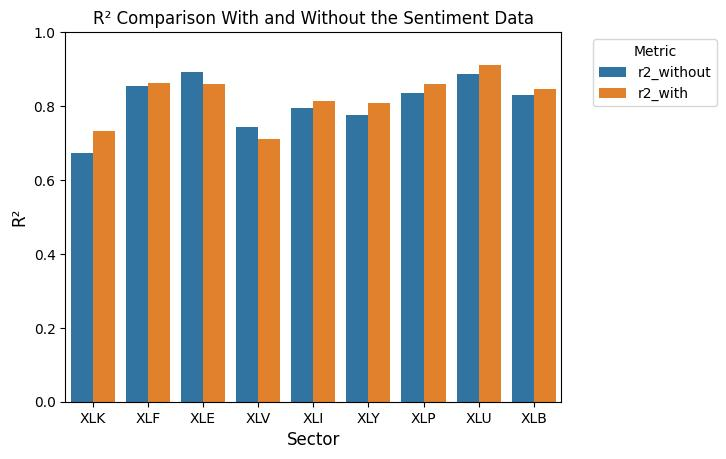 R² Comparison With and Without the Sentiment Data
Metric
r2_without
r2_with
R²
1.0
0.8
0.6
0.4
0.2
0.0
XLK XLF XLE XLV XLI XLY XLP XLU XLB
Sector